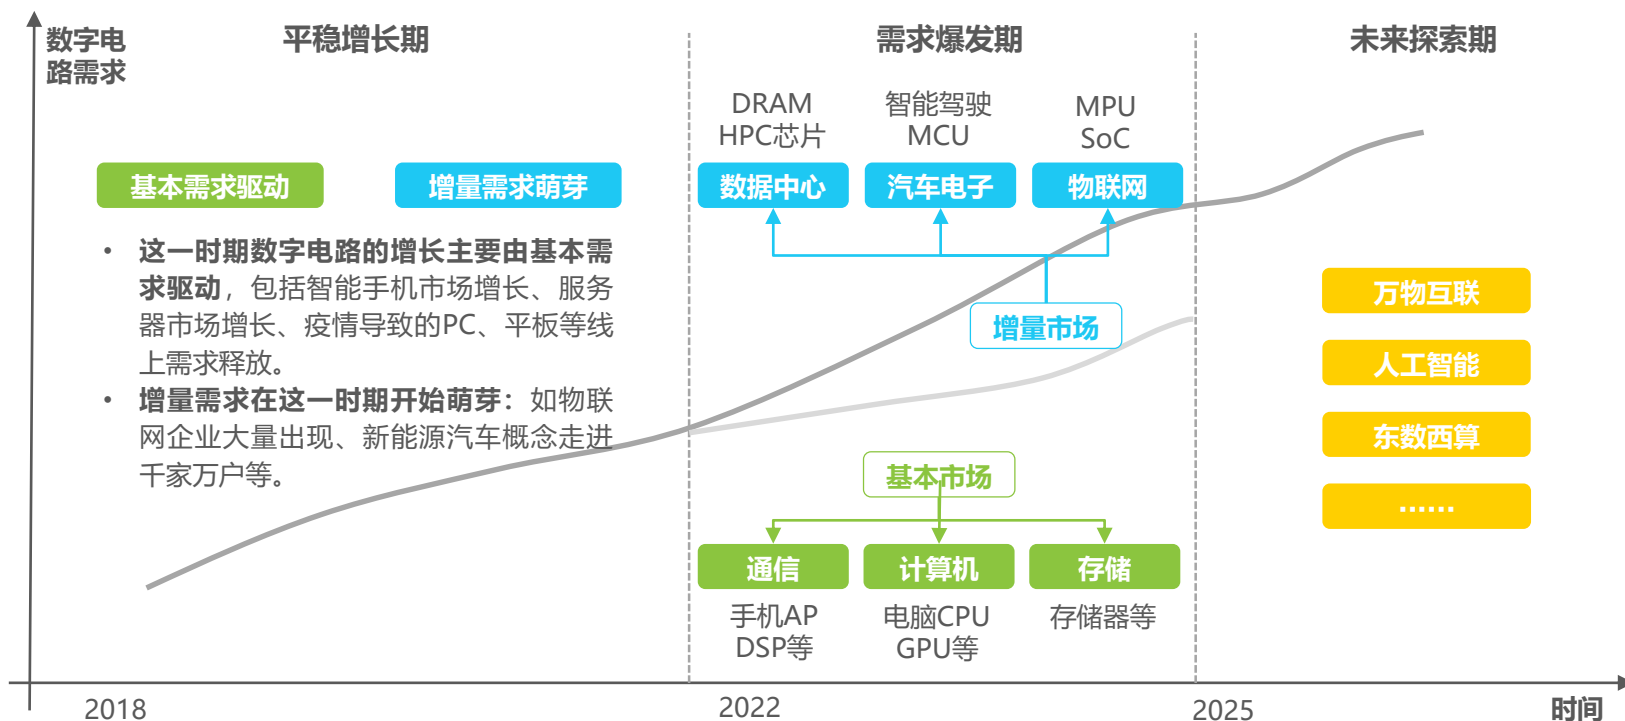 数字电
路需求
平稳增长期
需求爆发期
未来探索期
基本需求驱动
增量需求萌芽
• 这一时期数字电路的增长主要由基本需
求驱动，包括智能手机市场增长、服务
器市场增长、疫情导致的PC、平板等线
上需求释放。
• 增量需求在这一时期开始萌芽：如物联
网企业大量出现、新能源汽车概念走进
千家万户等。
DRAM
HPC芯片
智能驾驶
MCU
MPU
SoC
数据中心
汽车电子
物联网
增量市场
基本市场
通信
计算机
存储
手机AP
DSP等
电脑CPU
GPU等
存储器等
万物互联
人工智能
东数西算
……
2018
2022
2025
时间